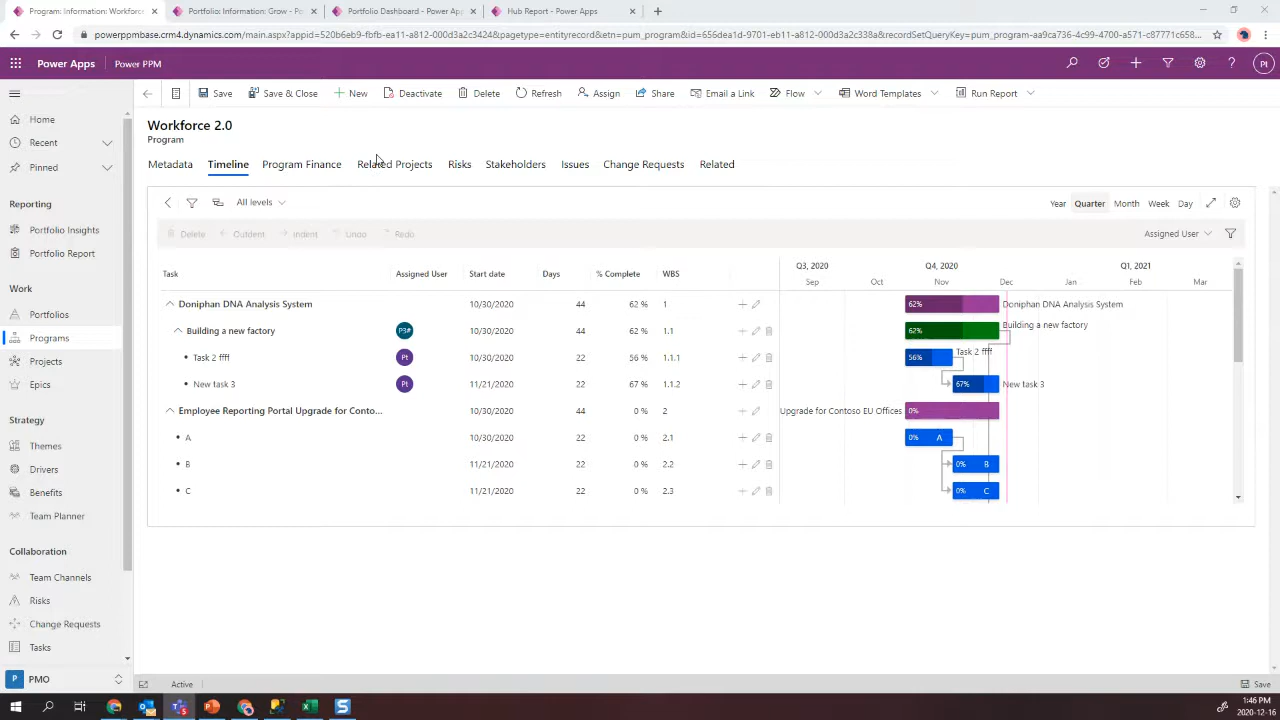 Program: Information: Workforc
Portfolio: Information: Grow - Po
Portfolio Dashboard - Power Ap
Hub Report - Power Apps
powerppmbase.crm4.dynamics.com/main.aspx?appid=520b6eb9-fbfb-ea11-a812-000d3a2c3424&pagetype=entityrecord&etn=pum_program&id=656dea1d-9701-eb11-a812-000d3a2c338a&recordSetQueryKey=pum_program-aa9ca736-4c99-4700-a571-c87771c658...
Power Apps
Power PPM
Save
Save & Close
New
Deactivate
Delete
Refresh
Assign
Share
Email a Link
Flow
Word Templates
Run Report
Home
Recent
Pinned
Reporting
Portfolio Insights
Portfolio Report
Work
Portfolios
Programs
Projects
Epics
Strategy
Themes
Drivers
Benefits
Team Planner
Collaboration
Team Channels
Risks
Change Requests
Tasks
P PMO
Workforce 2.0
Program
Metadata Timeline Program Finance Related Projects Risks Stakeholders Issues Change Requests Related
All levels
Year Quarter Month Week Day
Delete Outdent Indent Undo Redo
Assigned User
Task Assigned User Start date Days % Complete WBS
Q3, 2020 Q4, 2020 Q1, 2021
Sep Oct Nov Dec Jan Feb Mar
Doniphan DNA Analysis System 10/30/2020 44 62 % 1 62% Doniphan DNA Analysis System
Building a new factory P3# 10/30/2020 44 62 % 1.1 62% Building a new factory
Task 2 ffff Pt 10/30/2020 22 56 % 1.1.1 56% Task 2 ffff
New task 3 Pt 11/21/2020 22 67 % 1.1.2 67% New task 3
Employee Reporting Portal Upgrade for Conto... 10/30/2020 44 0 % 2 Upgrade for Contoso EU Offices 0%
A 10/30/2020 22 0 % 2.1 0% A
B 11/21/2020 22 0 % 2.2 0% B
C 11/21/2020 22 0 % 2.3 0% C
Active
Save
PI
1:46 PM
2020-12-16